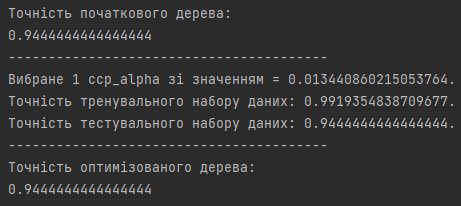 Точність початкового дерева:
0.9444444444444444
----------------------------------------
Вибране 1 ccp_alpha зі значенням = 0.013440860215053764.
Точність тренувального набору даних: 0.9919354838709677.
Точність тестувального набору даних: 0.9444444444444444.
----------------------------------------
Точність оптимізованого дерева:
0.9444444444444444